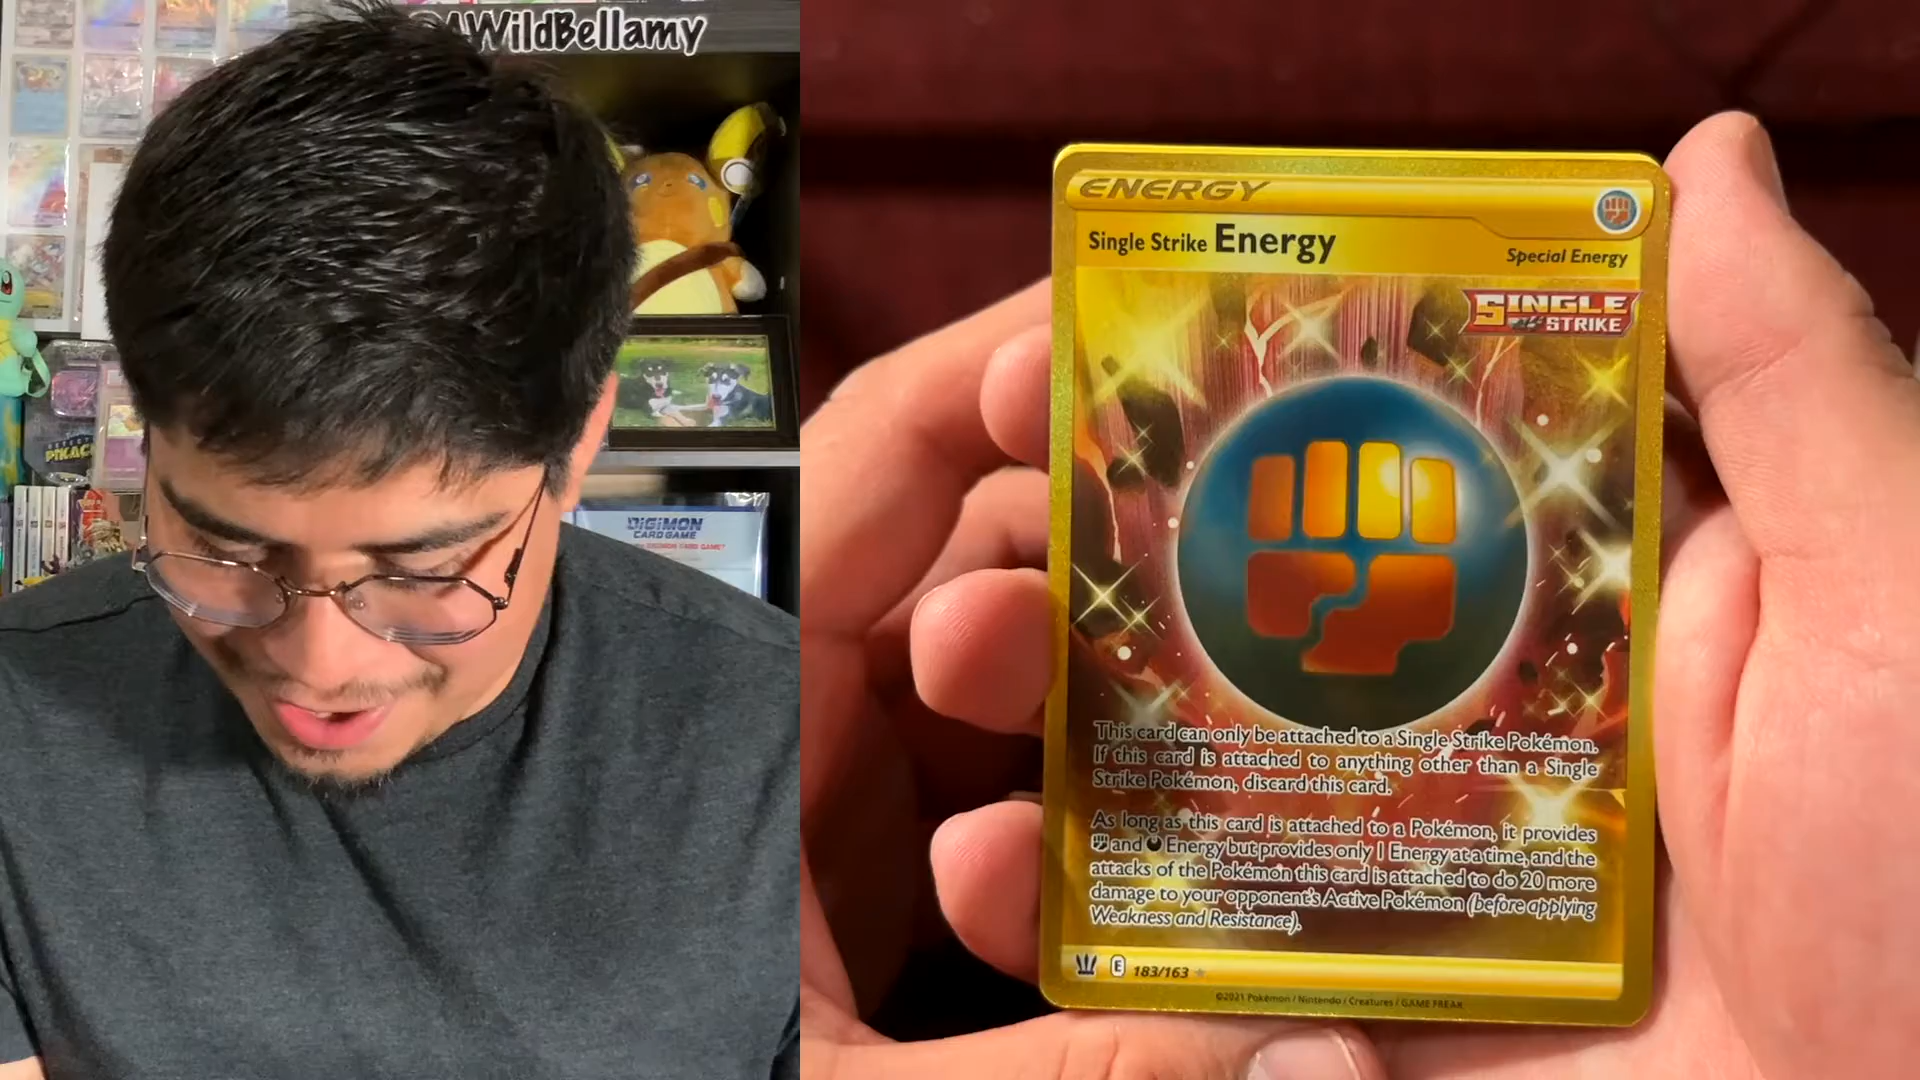 @AWildBellamy
PIKAC
DIGIMON
CARD GAME
ENERGY
Single Strike Energy
Special Energy
SINGLE
STRIKE
This card can only be attached to a Single Strike Pokémon.
If this card is attached to anything other than a Single
Strike Pokémon, discard this card.
As long as this card is attached to a Pokémon, it provides
and Energy but provides only 1 Energy at a time, and the
attacks of the Pokémon this card is attached to do 20 more
damage to your opponent's Active Pokémon (before applying
Weakness and Resistance).
E 183/163
©2021 Pokémon / Nintendo / Creatures / GAME FREAK